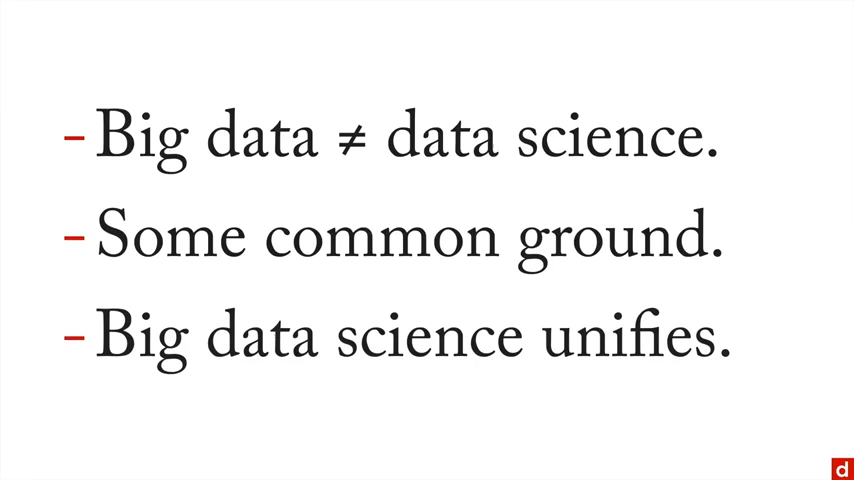 - Big data ≠ data science.
- Some common ground.
- Big data science unifies.
d